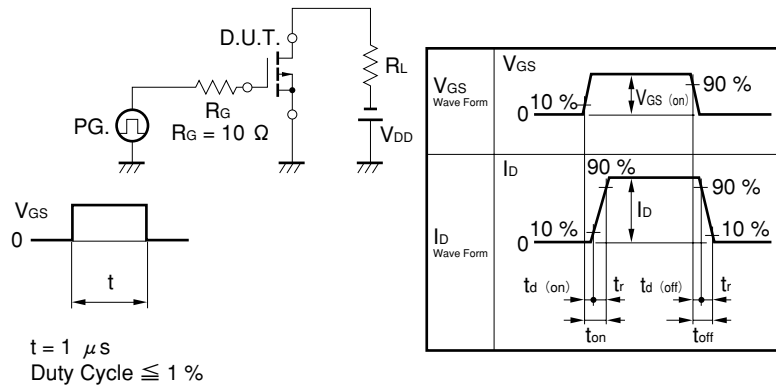 D.U.T.
RL
RG
RG = 10 Ω
PG.
VDD
VGS
0
t
t = 1 μs
Duty Cycle ≦ 1 %
VGS
Wave Form
VGS
10 %
0
VGS (on)
90 %
ID
Wave Form
ID
90 %
90 %
10 %
0
ID
10 %
td (on)
tr
td (off)
tr
ton
toff